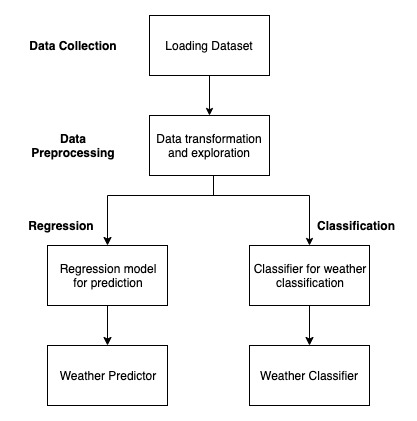 Data Collection
Loading Dataset
Data
Preprocessing
Data transformation
and exploration
Regression
Classification
Regression model
for prediction
Classifier for weather
classification
Weather Predictor
Weather Classifier